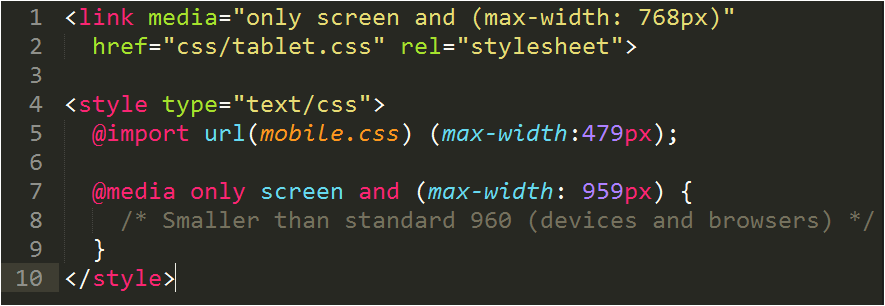 1 <link media="only screen and (max-width: 768px)"
2 href="css/tablet.css" rel="stylesheet">
3
4 <style type="text/css">
5 @import url(mobile.css) (max-width:479px);
6
7 @media only screen and (max-width: 959px) {
8 /* Smaller than standard 960 (devices and browsers) */
9 }
10 </style>